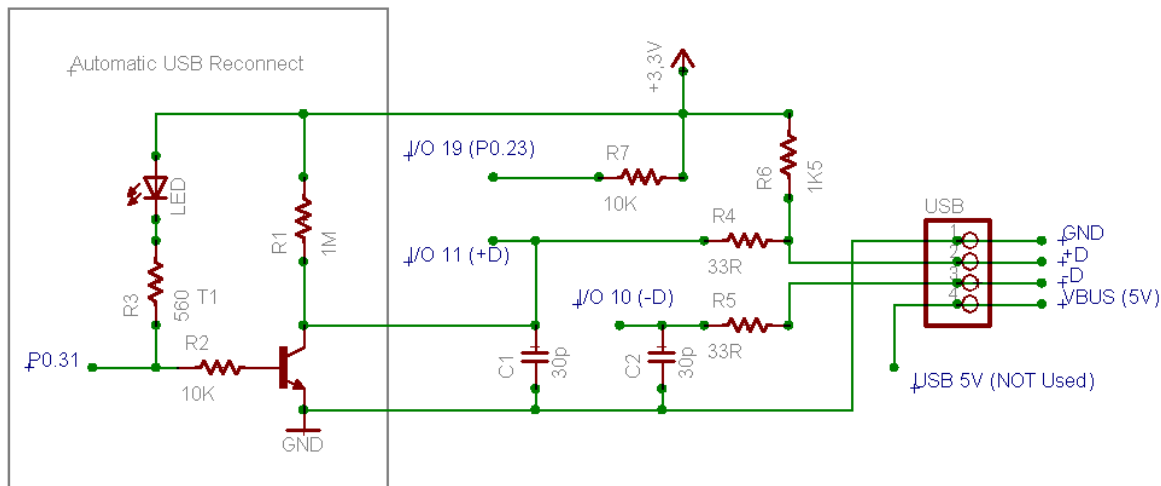 Automatic USB Reconnect
+3,3V
I/O 19 (P0.23)
R7
10K
R6
1K5
LED
R1
1M
USB
1
2
3
4
GND
+D
-D
VBUS (5V)
R4
33R
I/O 11 (+D)
R3
560
T1
I/O 10 (-D)
R5
33R
P0.31
R2
10K
C1
30p
C2
30p
USB 5V (NOT Used)
GND